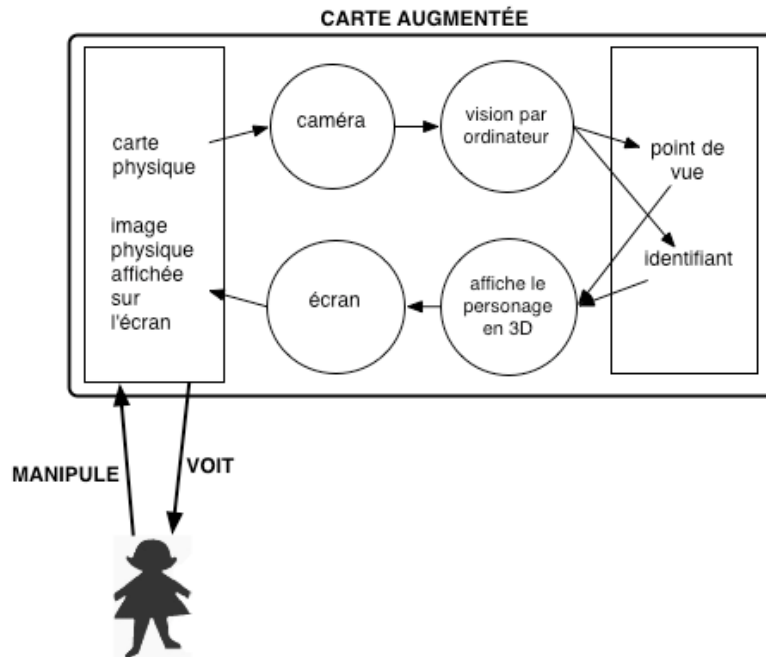 CARTE AUGMENTÉE
carte
physique
caméra
vision par
ordinateur
point de
vue
image
physique
affichée
sur
l'écran
écran
affiche le
personage
en 3D
identifiant
MANIPULE
VOIT